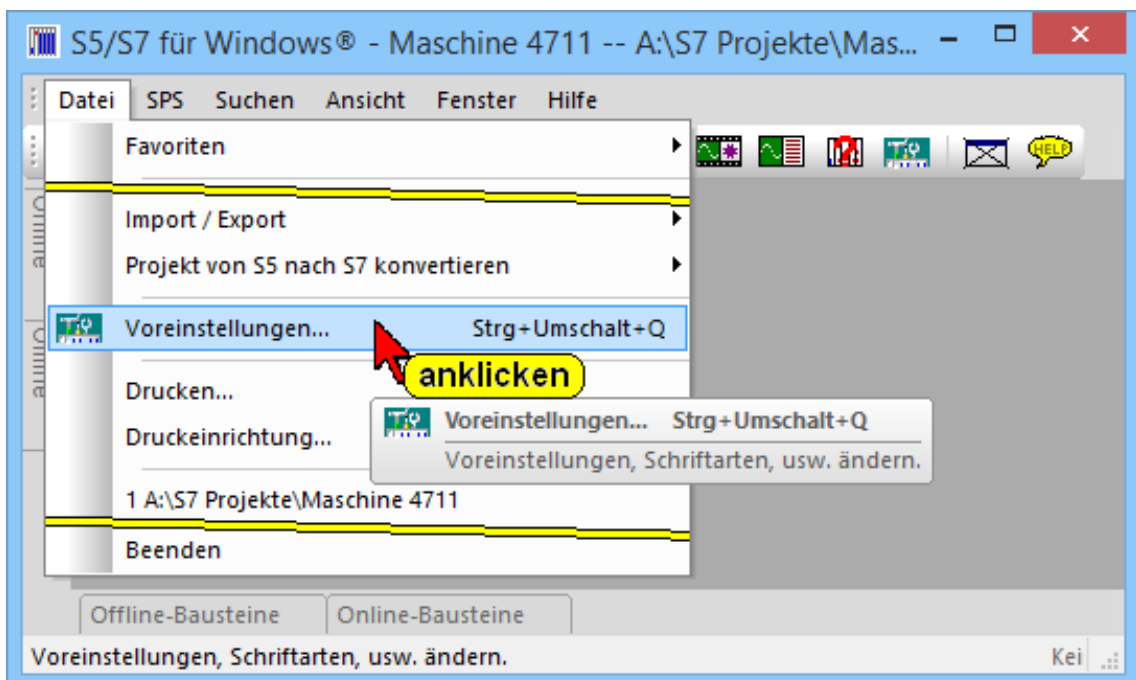 S5/S7 für Windows® - Maschine 4711 -- A:\S7 Projekte\Mas...
Datei SPS Suchen Ansicht Fenster Hilfe
Favoriten
HELP
Import / Export
Projekt von S5 nach S7 konvertieren
Voreinstellungen... Strg+Umschalt+Q
anklicken
Drucken...
Voreinstellungen... Strg+Umschalt+Q
Druckeinrichtung...
Voreinstellungen, Schriftarten, usw. ändern.
1 A:\S7 Projekte\Maschine 4711
Beenden
Offline-Bausteine Online-Bausteine
Voreinstellungen, Schriftarten, usw. ändern. Kei